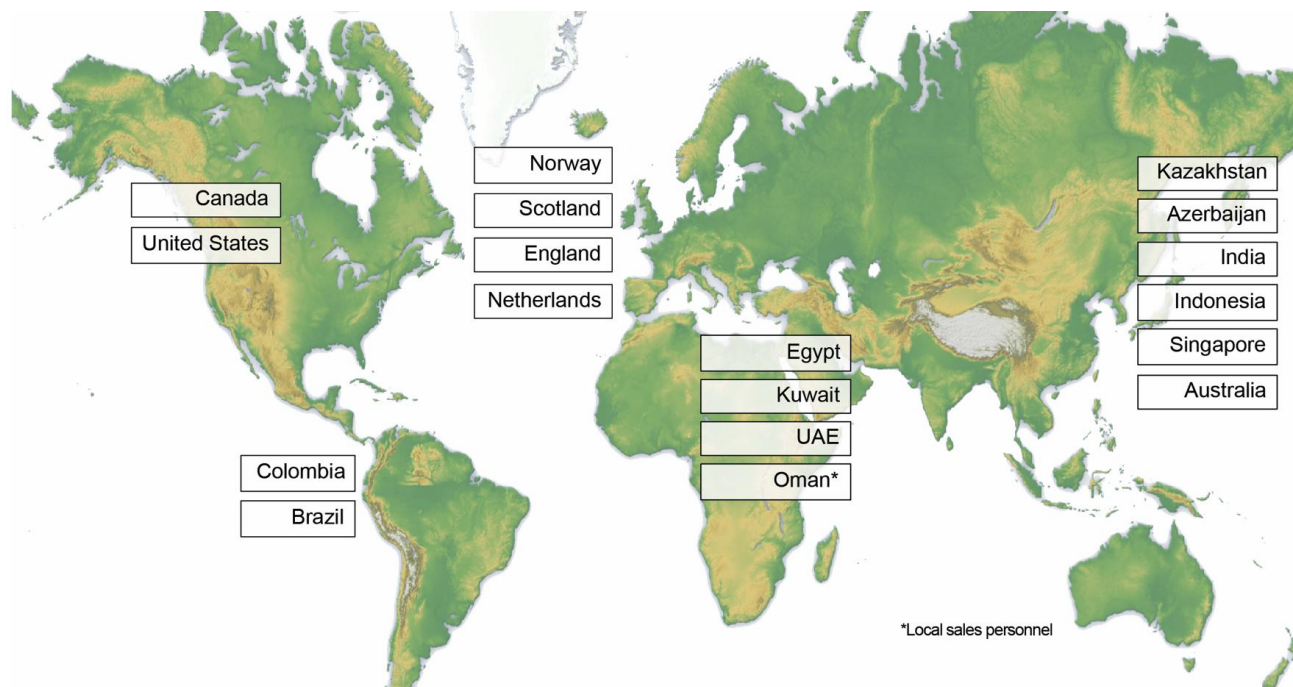 Canada
United States
Colombia
Brazil
Norway
Scotland
England
Netherlands
Egypt
Kuwait
UAE
Oman*
Kazakhstan
Azerbaijan
India
Indonesia
Singapore
Australia
*Local sales personnel